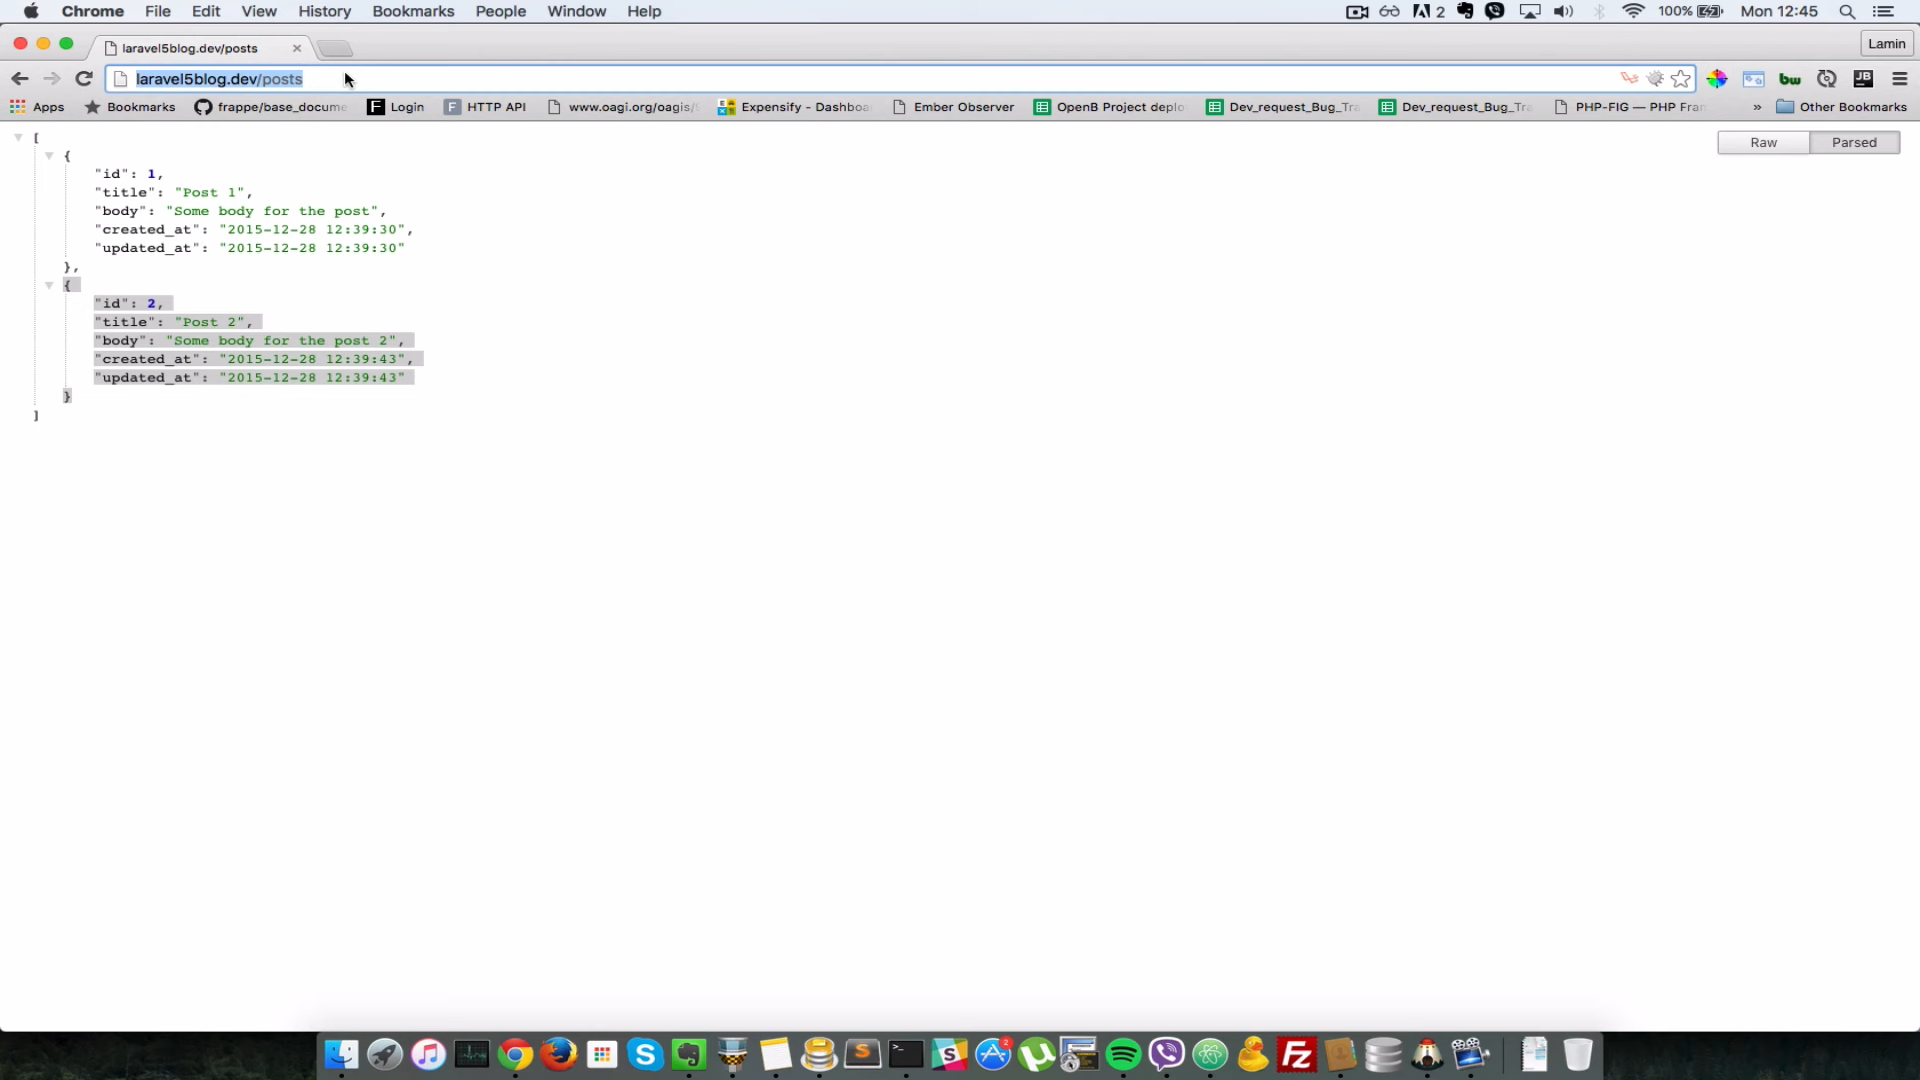 Chrome File Edit View History Bookmarks People Window Help 2 100% Mon 12:45
laravel5blog.dev/posts Lamin
laravel5blog.dev/posts
Apps Bookmarks frappe/base_docume Login HTTP API www.oagi.org/oagis/ Expensify - Dashboa Ember Observer OpenB Project deplo Dev_request_Bug_Tra Dev_request_Bug_Tra PHP-FIG — PHP Fram » Other Bookmarks
[
Raw Parsed
{
"id": 1,
"title": "Post 1",
"body": "Some body for the post",
"created_at": "2015-12-28 12:39:30",
"updated_at": "2015-12-28 12:39:30"
},
{
"id": 2,
"title": "Post 2",
"body": "Some body for the post 2",
"created_at": "2015-12-28 12:39:43",
"updated_at": "2015-12-28 12:39:43"
}
]